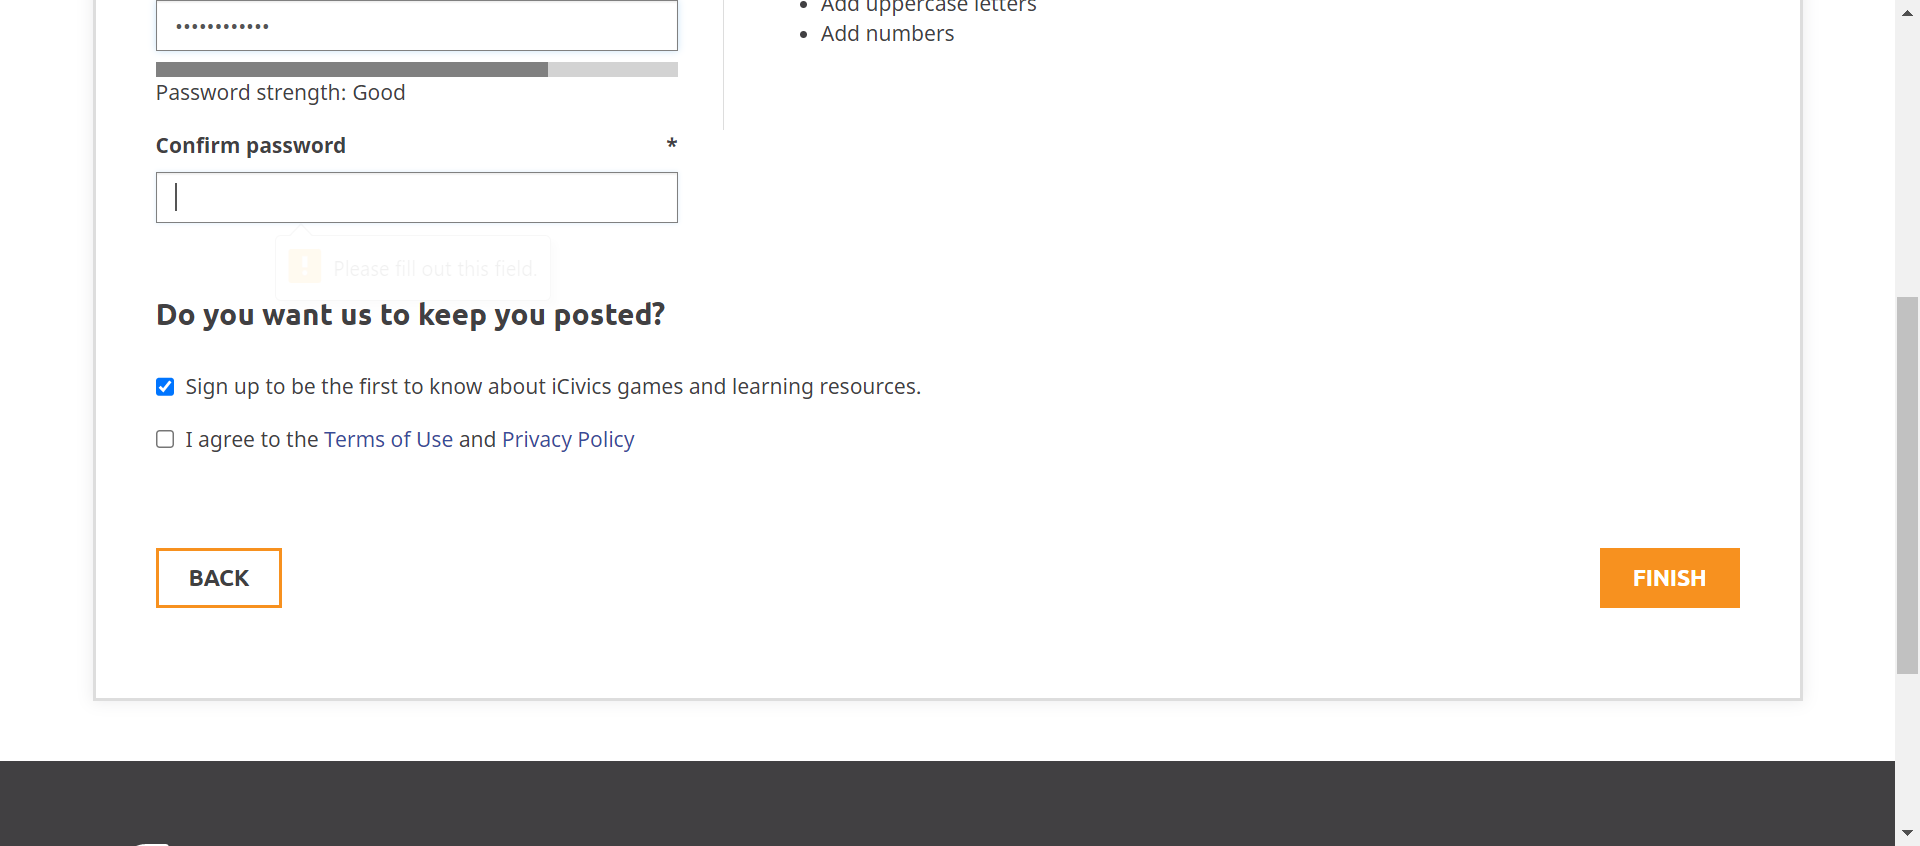 Add uppercase letters
Add numbers
••••••••••••
Password strength: Good
Confirm password *
Please fill out this field.
Do you want us to keep you posted?
Sign up to be the first to know about iCivics games and learning resources.
I agree to the Terms of Use and Privacy Policy
BACK
FINISH